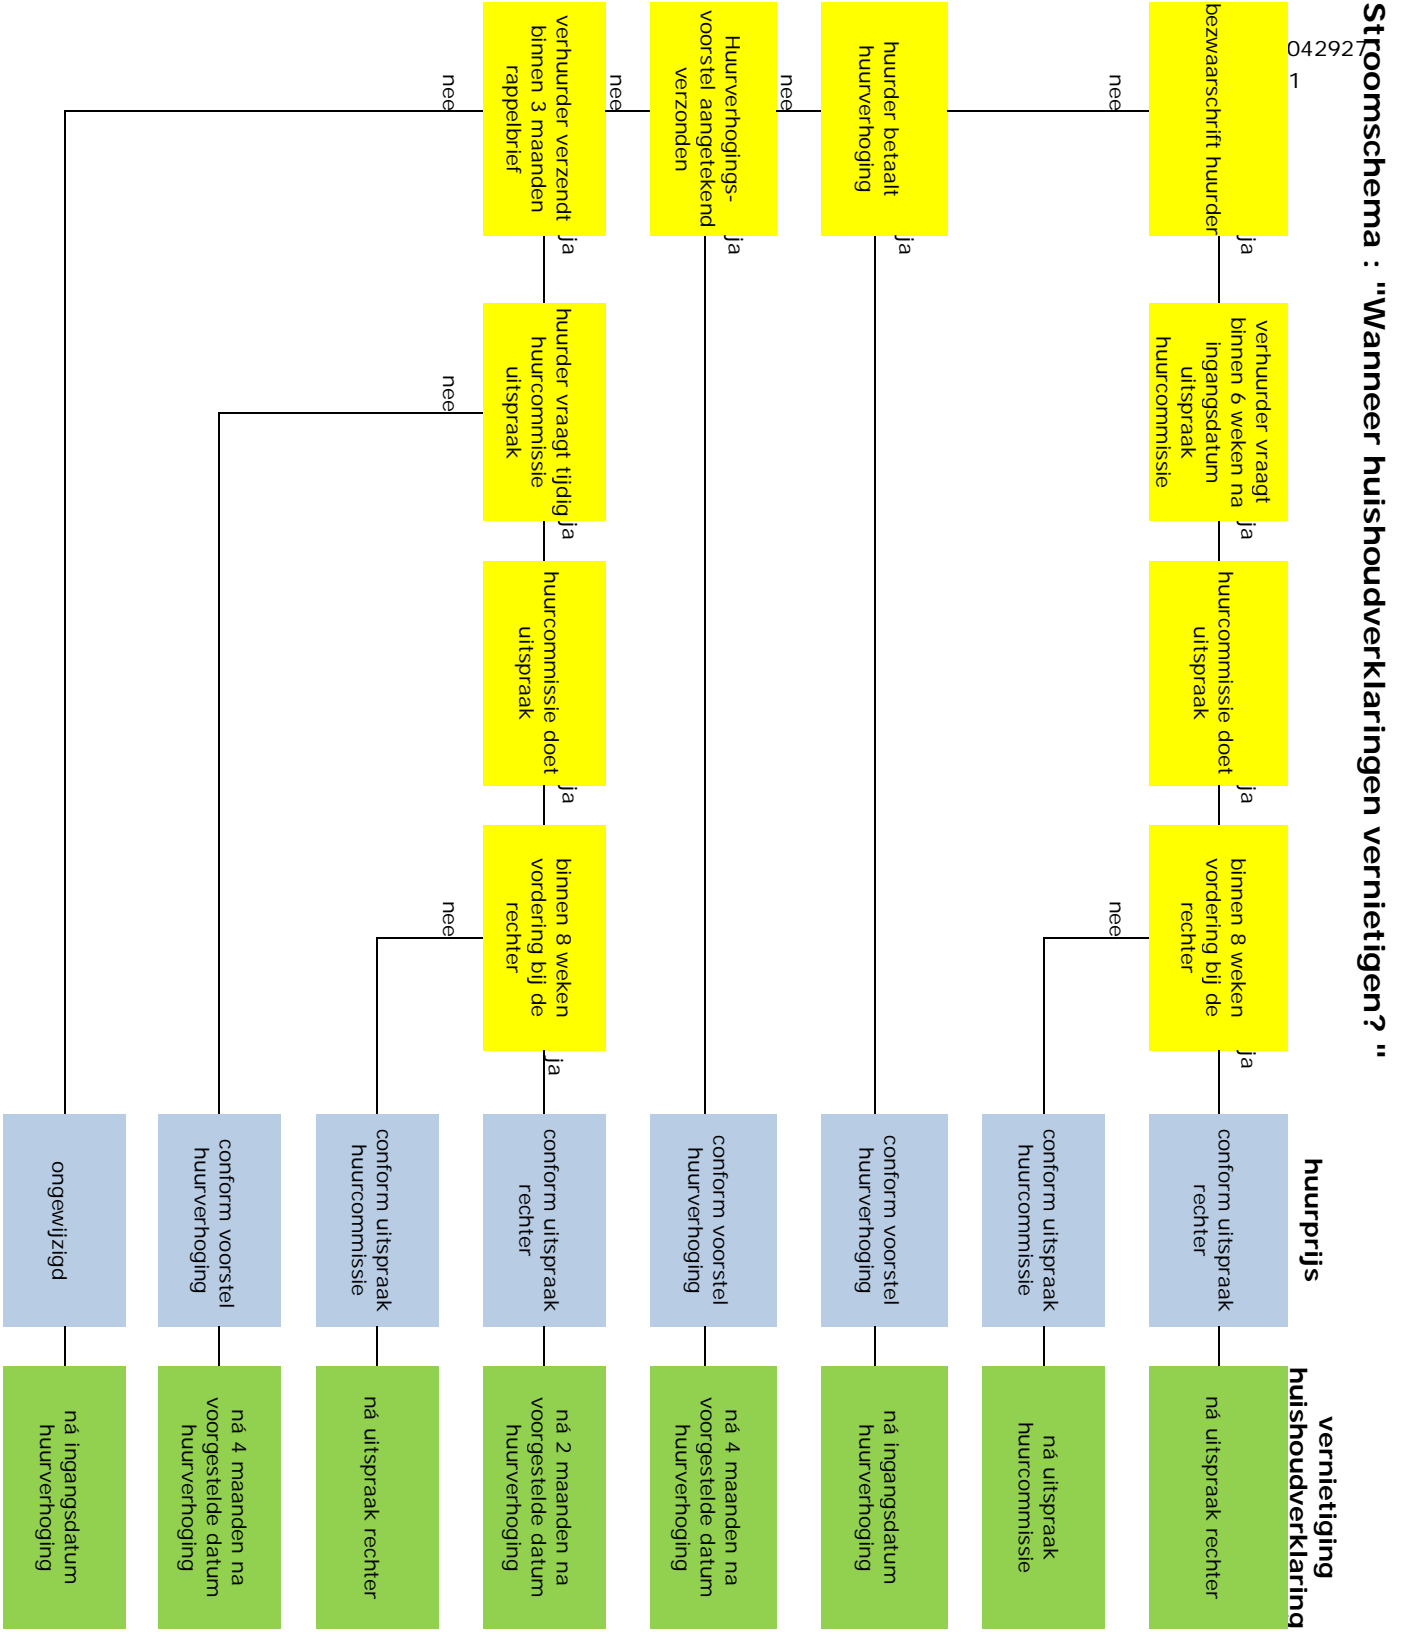 Stroomschema : "Wanneer huishoudverklaringen vernietigen? "
042927
1
huurprijs
vernietiging
huishoudverklaring
bezwaarschrift huurder
ja
verhuurder vraagt
binnen 6 weken na
ingangsdatum
uitspraak
huurcommissie
ja
huurcommissie doet
uitspraak
ja
binnen 8 weken
vordering bij de
rechter
ja
conform uitspraak
rechter
ná uitspraak rechter
nee
nee
conform uitspraak
huurcommissie
ná uitspraak
huurcommissie
huurder betaalt
huurverhoging
ja
conform voorstel
huurverhoging
ná ingangsdatum
huurverhoging
nee
Huurverhogings-
voorstel aangetekend
verzonden
ja
conform voorstel
huurverhoging
ná 4 maanden na
voorgestelde datum
huurverhoging
nee
verhuurder verzendt
binnen 3 maanden
rappelbrief
ja
huurder vraagt tijdig
huurcommissie
uitspraak
ja
huurcommissie doet
uitspraak
ja
binnen 8 weken
vordering bij de
rechter
ja
conform uitspraak
rechter
ná 2 maanden na
voorgestelde datum
huurverhoging
nee
nee
nee
conform uitspraak
huurcommissie
ná uitspraak rechter
conform voorstel
huurverhoging
ná 4 maanden na
voorgestelde datum
huurverhoging
ongewijzigd
ná ingangsdatum
huurverhoging